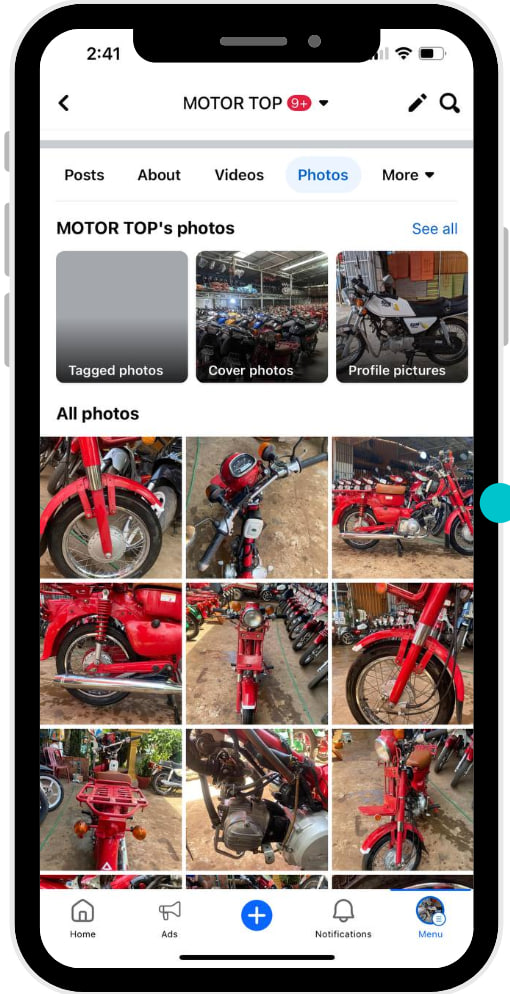 2:41
MOTOR TOP 9+
Posts About Videos Photos More
MOTOR TOP's photos See all
Tagged photos Cover photos Profile pictures
All photos
Home Ads Notifications Menu